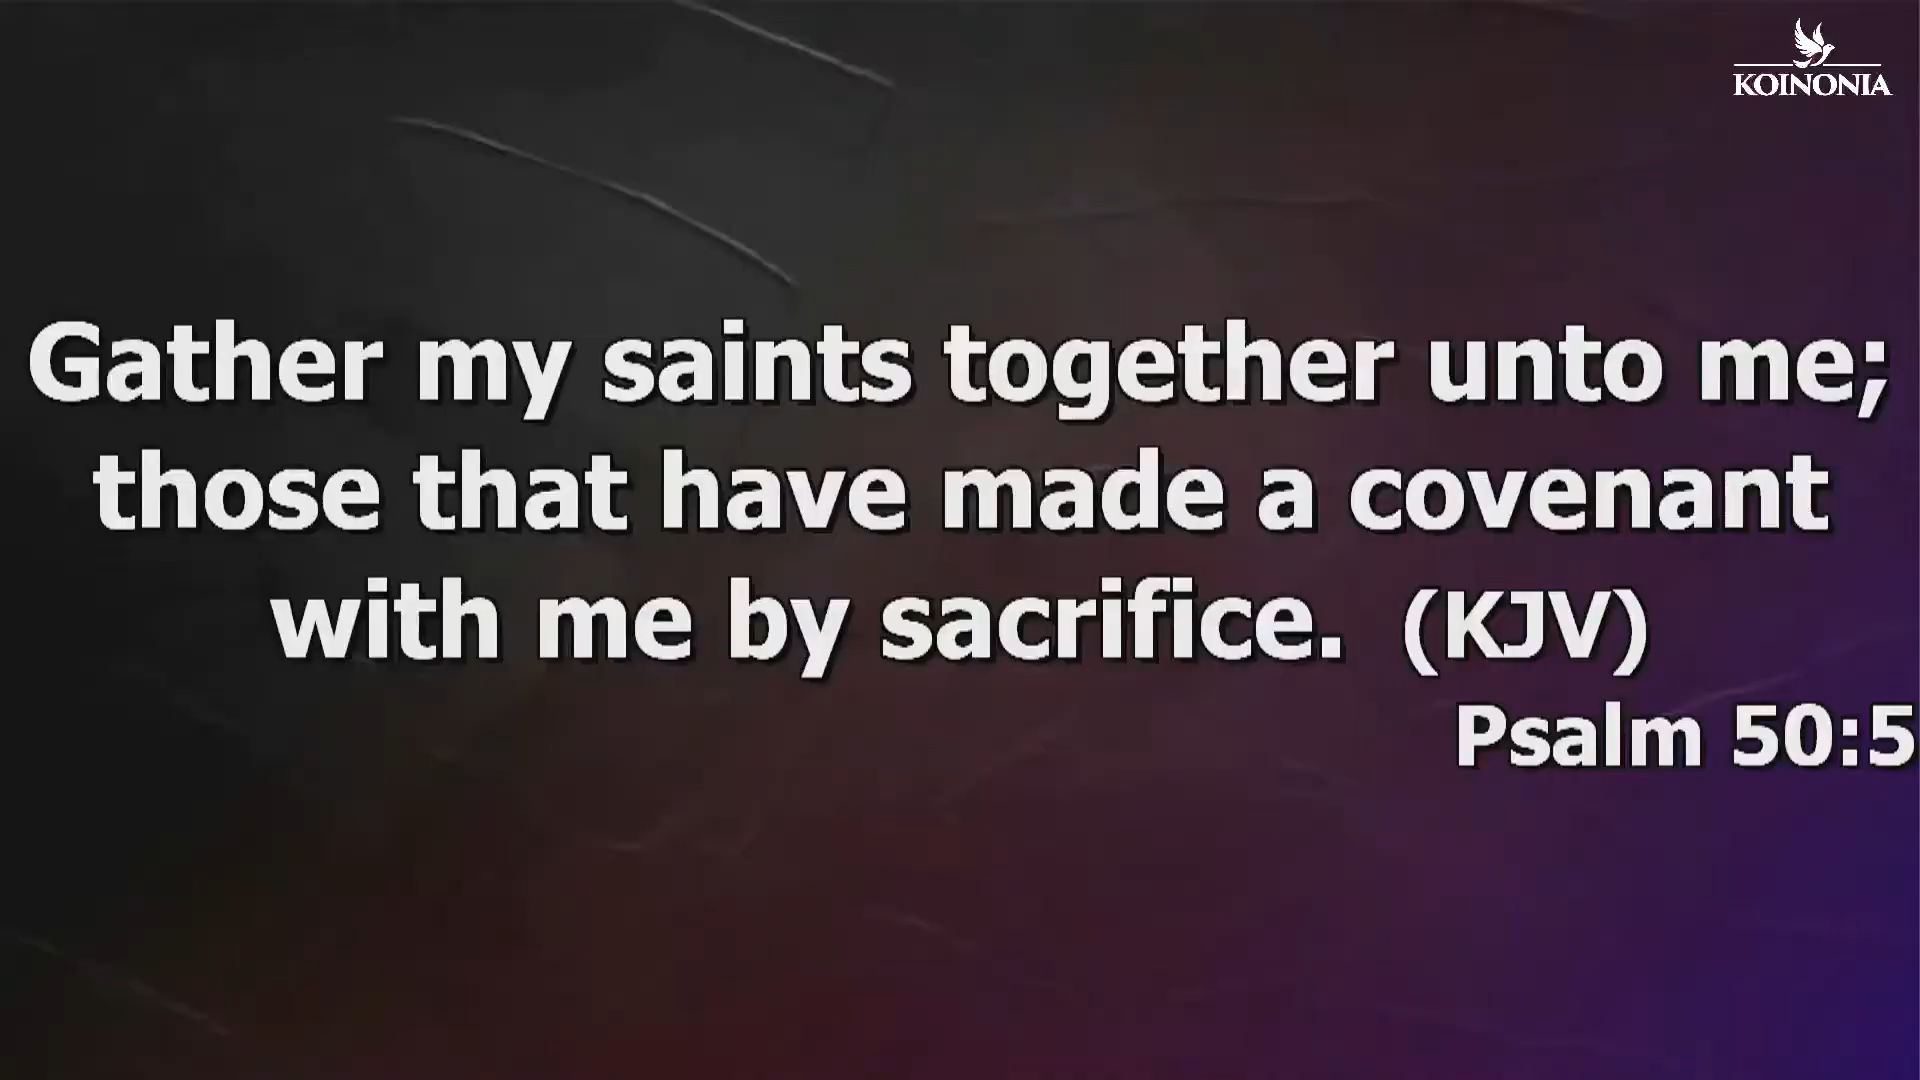 KOINONIA
Gather my saints together unto me;
those that have made a covenant
with me by sacrifice. (KJV)
Psalm 50:5